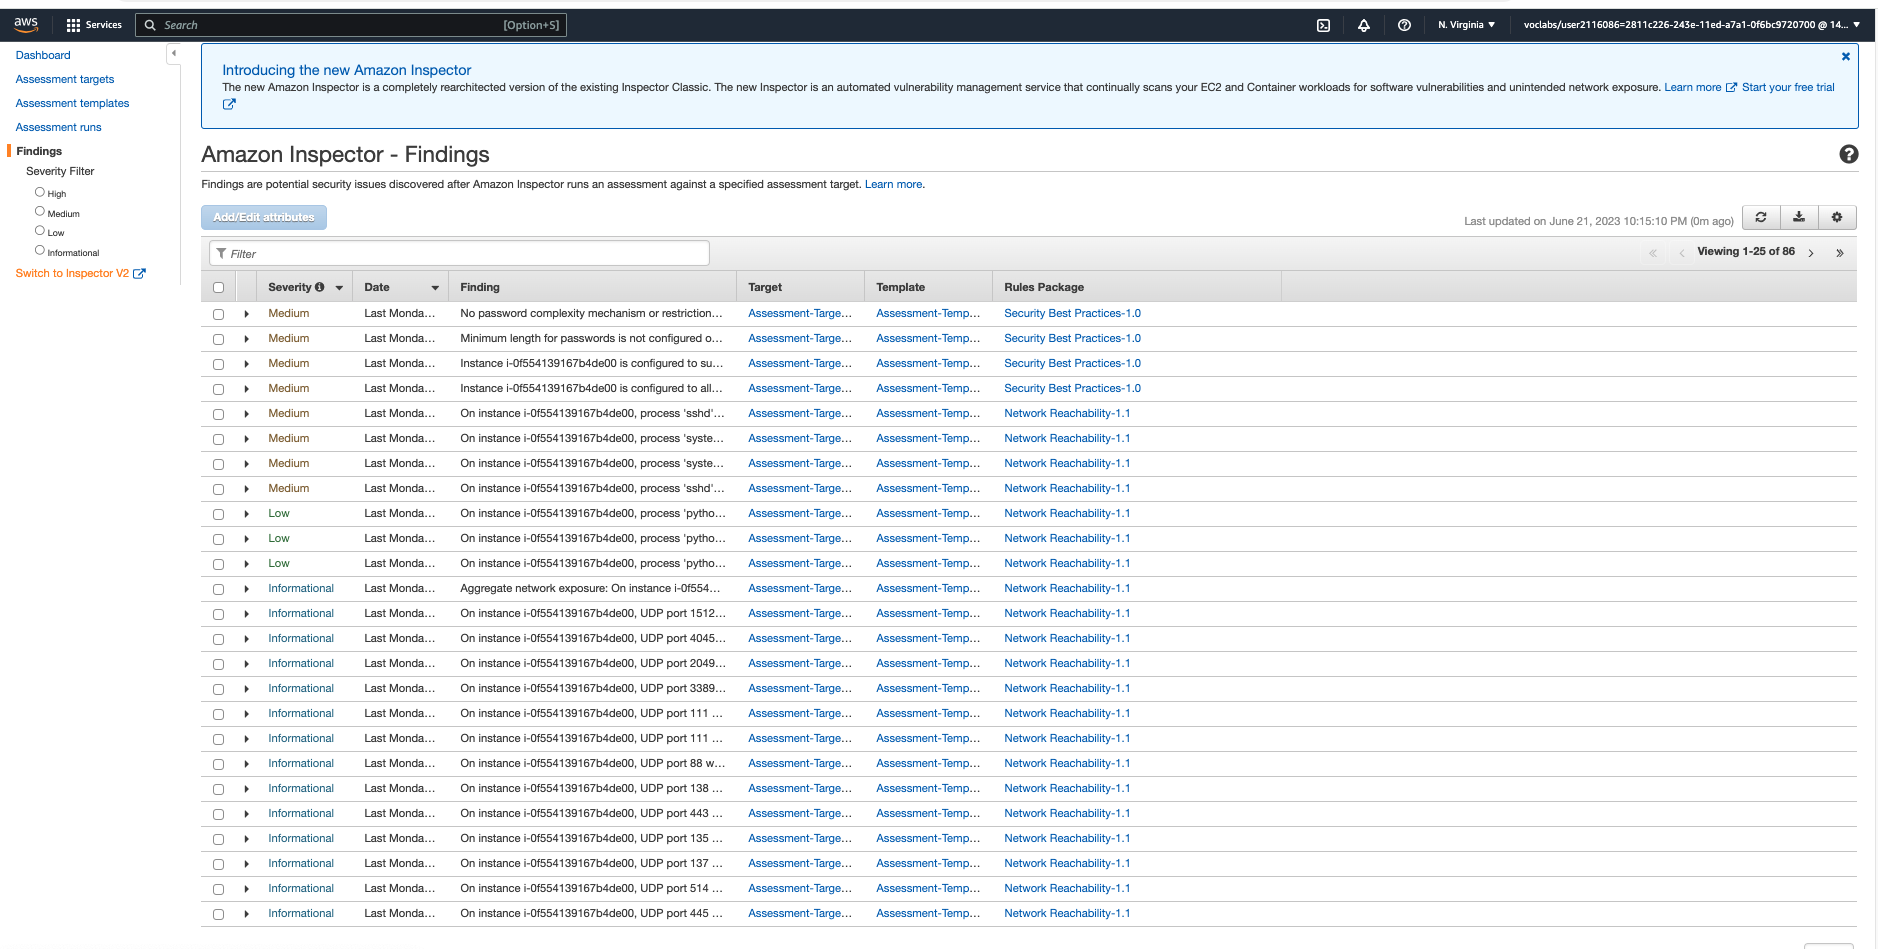 aws Services Search [Option+S] N. Virginia voclabs/user2116086=2811c226-243e-11ed-a7a1-0f6bc9720700 @ 14...
Dashboard
Assessment targets
Assessment templates
Assessment runs
Findings
Severity Filter
High
Medium
Low
Informational
Switch to Inspector V2
Introducing the new Amazon Inspector
The new Amazon Inspector is a completely rearchitected version of the existing Inspector Classic. The new Inspector is an automated vulnerability management service that continually scans your EC2 and Container workloads for software vulnerabilities and unintended network exposure. Learn more Start your free trial
Amazon Inspector - Findings
Findings are potential security issues discovered after Amazon Inspector runs an assessment against a specified assessment target. Learn more.
Add/Edit attributes
Last updated on June 21, 2023 10:15:10 PM (0m ago)
Filter
« ‹ Viewing 1-25 of 86 › »
Severity Date Finding Target Template Rules Package
Medium Last Monda... No password complexity mechanism or restriction... Assessment-Targe... Assessment-Temp... Security Best Practices-1.0
Medium Last Monda... Minimum length for passwords is not configured o... Assessment-Targe... Assessment-Temp... Security Best Practices-1.0
Medium Last Monda... Instance i-0f554139167b4de00 is configured to su... Assessment-Targe... Assessment-Temp... Security Best Practices-1.0
Medium Last Monda... Instance i-0f554139167b4de00 is configured to all... Assessment-Targe... Assessment-Temp... Security Best Practices-1.0
Medium Last Monda... On instance i-0f554139167b4de00, process 'sshd'... Assessment-Targe... Assessment-Temp... Network Reachability-1.1
Medium Last Monda... On instance i-0f554139167b4de00, process 'syste... Assessment-Targe... Assessment-Temp... Network Reachability-1.1
Medium Last Monda... On instance i-0f554139167b4de00, process 'syste... Assessment-Targe... Assessment-Temp... Network Reachability-1.1
Medium Last Monda... On instance i-0f554139167b4de00, process 'sshd'... Assessment-Targe... Assessment-Temp... Network Reachability-1.1
Low Last Monda... On instance i-0f554139167b4de00, process 'pytho... Assessment-Targe... Assessment-Temp... Network Reachability-1.1
Low Last Monda... On instance i-0f554139167b4de00, process 'pytho... Assessment-Targe... Assessment-Temp... Network Reachability-1.1
Low Last Monda... On instance i-0f554139167b4de00, process 'pytho... Assessment-Targe... Assessment-Temp... Network Reachability-1.1
Informational Last Monda... Aggregate network exposure: On instance i-0f554... Assessment-Targe... Assessment-Temp... Network Reachability-1.1
Informational Last Monda... On instance i-0f554139167b4de00, UDP port 1512... Assessment-Targe... Assessment-Temp... Network Reachability-1.1
Informational Last Monda... On instance i-0f554139167b4de00, UDP port 4045... Assessment-Targe... Assessment-Temp... Network Reachability-1.1
Informational Last Monda... On instance i-0f554139167b4de00, UDP port 2049... Assessment-Targe... Assessment-Temp... Network Reachability-1.1
Informational Last Monda... On instance i-0f554139167b4de00, UDP port 3389... Assessment-Targe... Assessment-Temp... Network Reachability-1.1
Informational Last Monda... On instance i-0f554139167b4de00, UDP port 111 ... Assessment-Targe... Assessment-Temp... Network Reachability-1.1
Informational Last Monda... On instance i-0f554139167b4de00, UDP port 111 ... Assessment-Targe... Assessment-Temp... Network Reachability-1.1
Informational Last Monda... On instance i-0f554139167b4de00, UDP port 88 w... Assessment-Targe... Assessment-Temp... Network Reachability-1.1
Informational Last Monda... On instance i-0f554139167b4de00, UDP port 138 ... Assessment-Targe... Assessment-Temp... Network Reachability-1.1
Informational Last Monda... On instance i-0f554139167b4de00, UDP port 443 ... Assessment-Targe... Assessment-Temp... Network Reachability-1.1
Informational Last Monda... On instance i-0f554139167b4de00, UDP port 135 ... Assessment-Targe... Assessment-Temp... Network Reachability-1.1
Informational Last Monda... On instance i-0f554139167b4de00, UDP port 137 ... Assessment-Targe... Assessment-Temp... Network Reachability-1.1
Informational Last Monda... On instance i-0f554139167b4de00, UDP port 514 ... Assessment-Targe... Assessment-Temp... Network Reachability-1.1
Informational Last Monda... On instance i-0f554139167b4de00, UDP port 445 ... Assessment-Targe... Assessment-Temp... Network Reachability-1.1